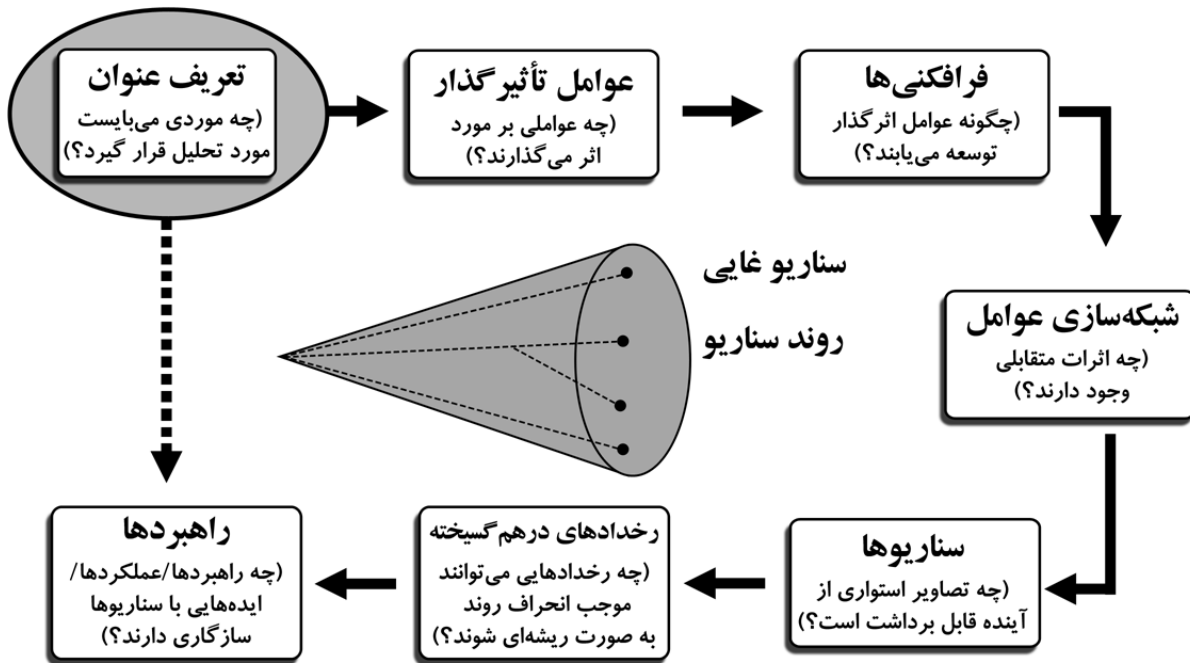 تعریف عنوان
(چه موردی می‌بایست
مورد تحلیل قرار گیرد؟)
عوامل تأثیرگذار
(چه عواملی بر مورد
اثر می‌گذارند؟)
فرافکنی‌ها
(چگونه عوامل اثرگذار
توسعه می‌یابند؟)
شبکه‌سازی عوامل
(چه اثرات متقابلی
وجود دارند؟)
سناریو غایی
روند سناریو
سناریوها
(چه تصاویر استواری از
آینده قابل برداشت است؟)
رخدادهای درهم‌گسیخته
(چه رخدادهایی می‌توانند
موجب انحراف روند
به صورت ریشه‌ای شوند؟)
راهبردها
(چه راهبردها/عملکردها/
ایده‌هایی با سناریوها
سازگاری دارند؟)